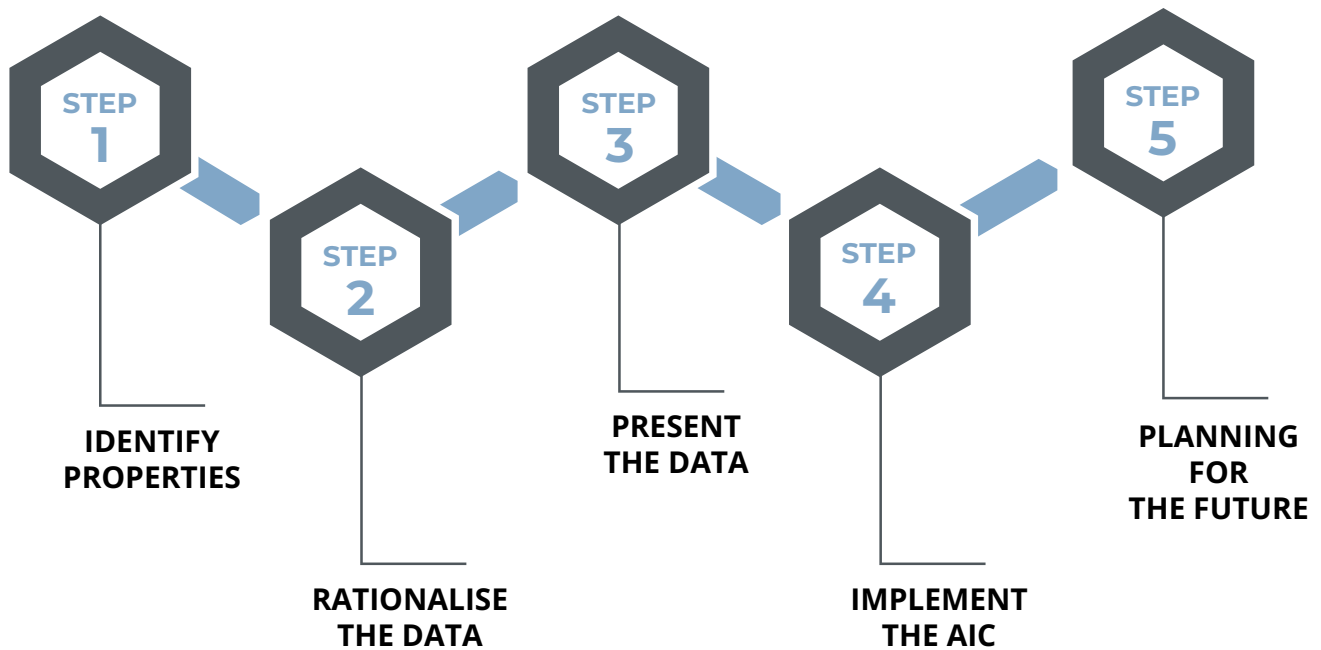 STEP
1
IDENTIFY
PROPERTIES
STEP
2
RATIONALISE
THE DATA
STEP
3
PRESENT
THE DATA
STEP
4
IMPLEMENT
THE AIC
STEP
5
PLANNING
FOR
THE FUTURE